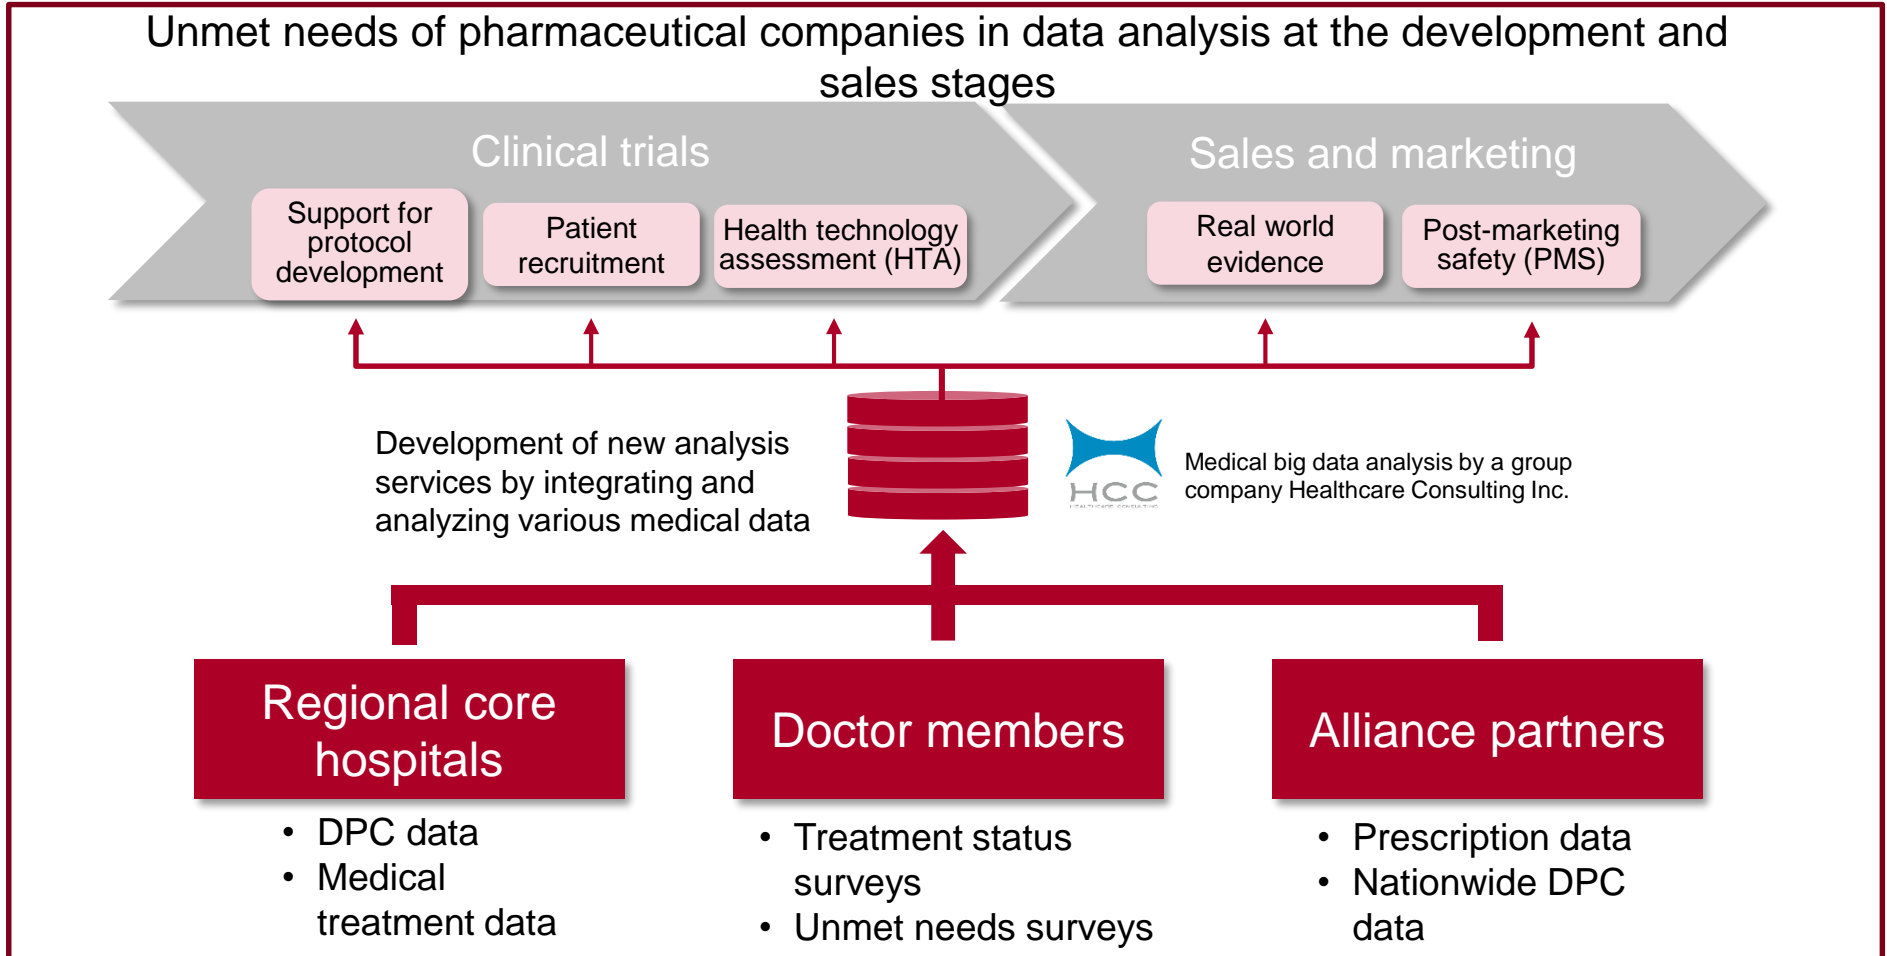 Unmet needs of pharmaceutical companies in data analysis at the development and
sales stages
Clinical trials
Sales and marketing
Support for
protocol
development
Patient
recruitment
Health technology
assessment (HTA)
Real world
evidence
Post-marketing
safety (PMS)
Development of new analysis
services by integrating and
analyzing various medical data
HCC
HEALTHCARE CONSULTING
Medical big data analysis by a group
company Healthcare Consulting Inc.
Regional core
hospitals
Doctor members
Alliance partners
• DPC data
• Medical
treatment data
• Treatment status
surveys
• Unmet needs surveys
• Prescription data
• Nationwide DPC
data